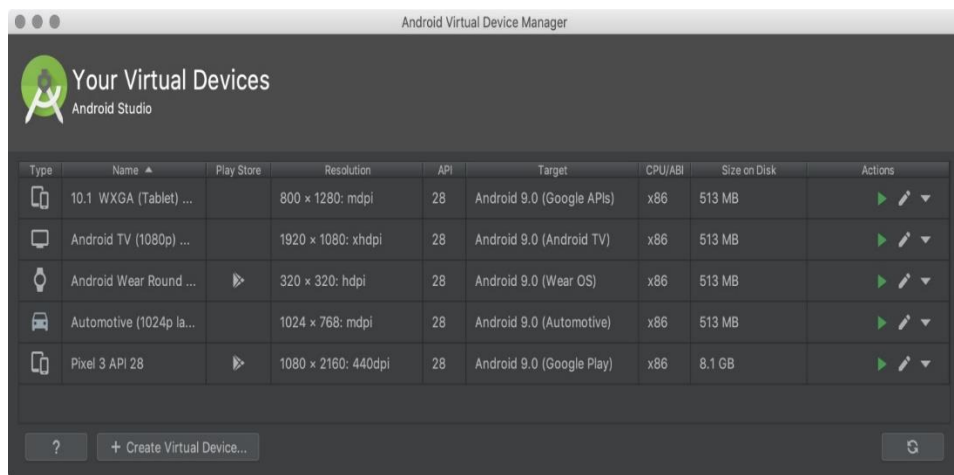 Android Virtual Device Manager
Your Virtual Devices
Android Studio
Type Name ▲ Play Store Resolution API Target CPU/ABI Size on Disk Actions
10.1 WXGA (Tablet) ... 800 × 1280: mdpi 28 Android 9.0 (Google APIs) x86 513 MB
Android TV (1080p) ... 1920 × 1080: xhdpi 28 Android 9.0 (Android TV) x86 513 MB
Android Wear Round ... 320 × 320: hdpi 28 Android 9.0 (Wear OS) x86 513 MB
Automotive (1024p la... 1024 × 768: mdpi 28 Android 9.0 (Automotive) x86 513 MB
Pixel 3 API 28 1080 × 2160: 440dpi 28 Android 9.0 (Google Play) x86 8.1 GB
? + Create Virtual Device...